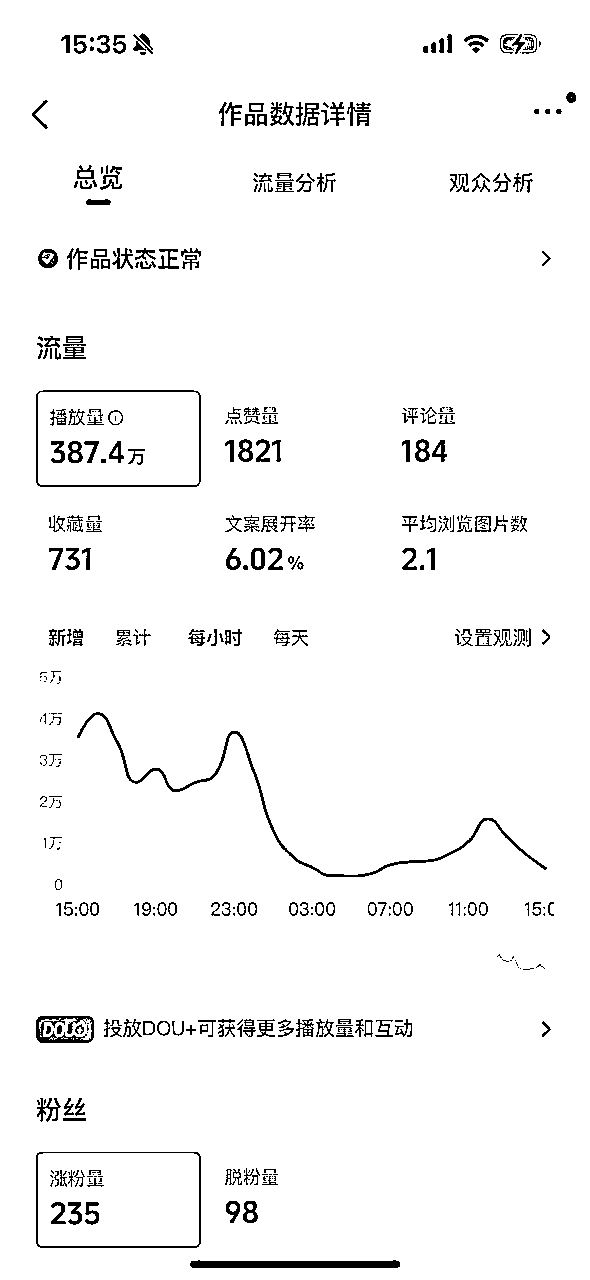 15:35
作品数据详情
总览 流量分析 观众分析
作品状态正常
流量
播放量 点赞量 评论量
387.4万 1821 184
收藏量 文案展开率 平均浏览图片数
731 6.02% 2.1
新增 累计 每小时 每天 设置观测
5万
4万
3万
2万
1万
0
15:00 19:00 23:00 03:00 07:00 11:00 15:0
DOU+ 投放DOU+可获得更多播放量和互动
粉丝
涨粉量 脱粉量
235 98